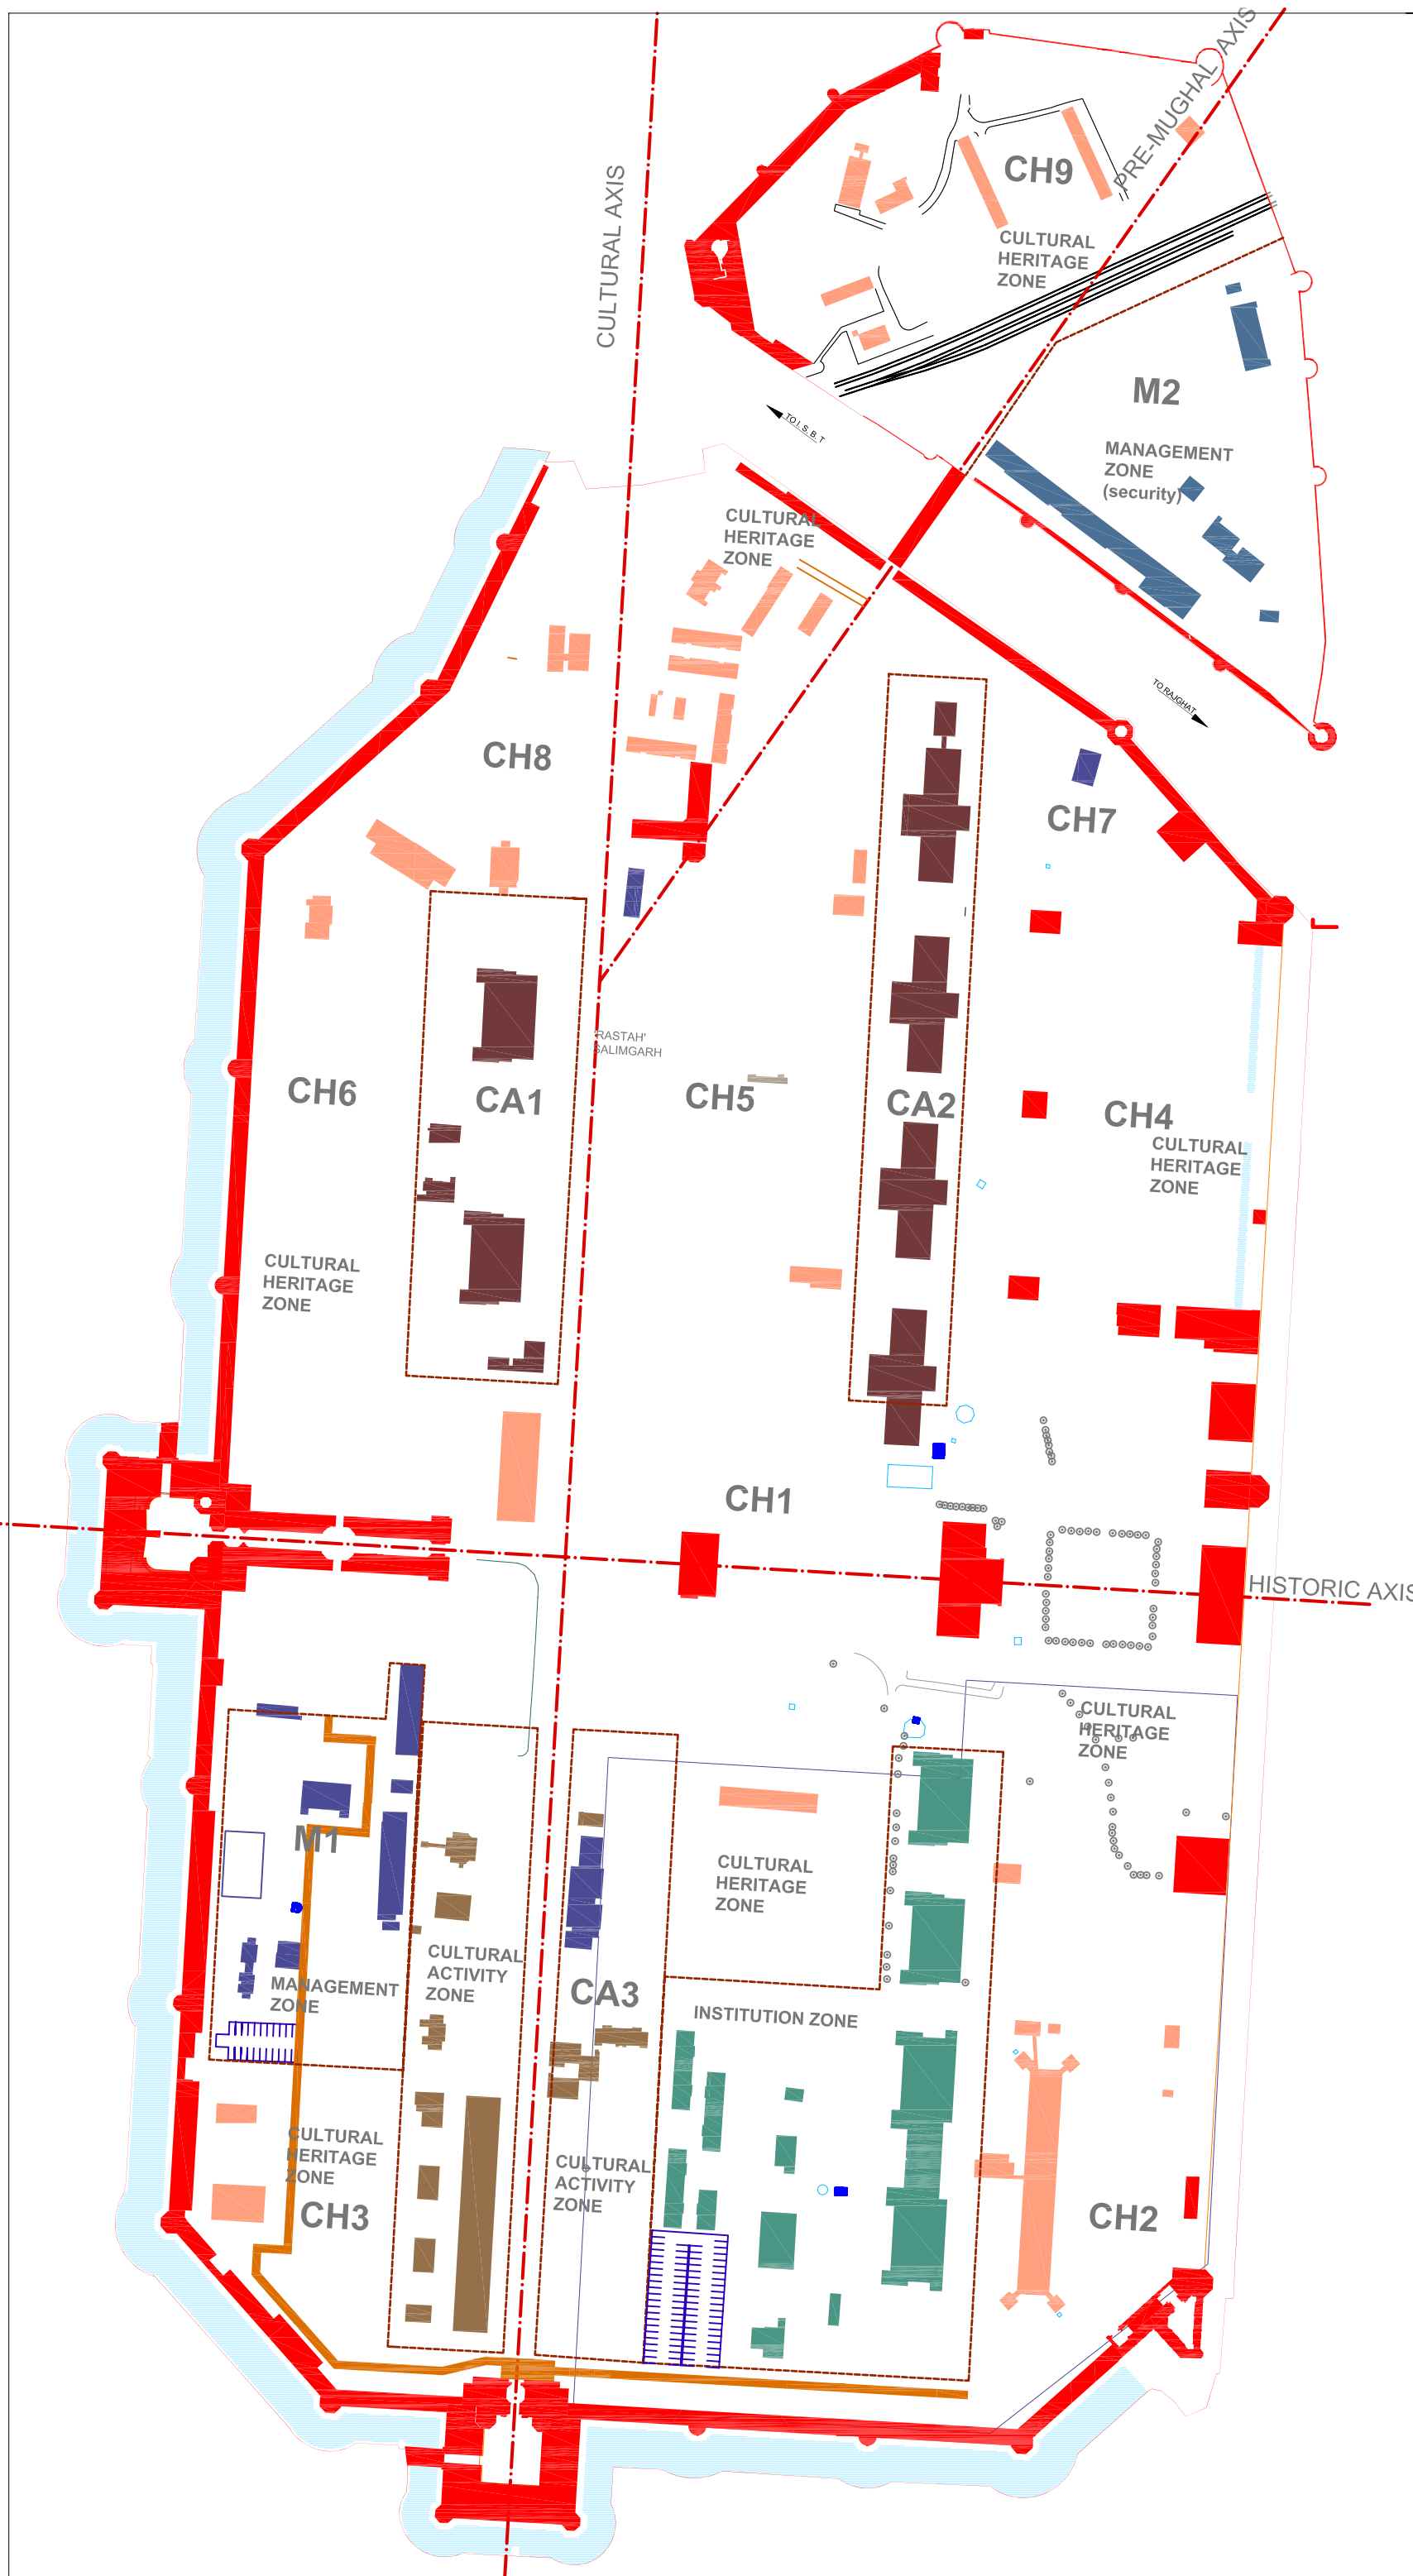 PRE-MUGHAL AXIS
CULTURAL AXIS
CH9
CULTURAL
HERITAGE
ZONE
M2
MANAGEMENT
ZONE
(security)
TO I.S.B.T
CULTURAL
HERITAGE
ZONE
TO RAJGHAT
CH8
CH7
'RASTAH'
SALIMGARH
CH6
CA1
CH5
CA2
CH4
CULTURAL
HERITAGE
ZONE
CULTURAL
HERITAGE
ZONE
CH1
HISTORIC AXIS
CULTURAL
HERITAGE
ZONE
M1
CULTURAL
HERITAGE
ZONE
CULTURAL
ACTIVITY
ZONE
MANAGEMENT
ZONE
CA3
INSTITUTION ZONE
CULTURAL
HERITAGE
ZONE
CH3
CULTURAL
ACTIVITY
ZONE
CH2